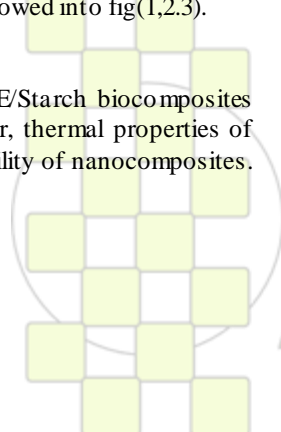 owed into fig(1,2.3).
E/Starch biocomposites
r, thermal properties of
ility of nanocomposites.